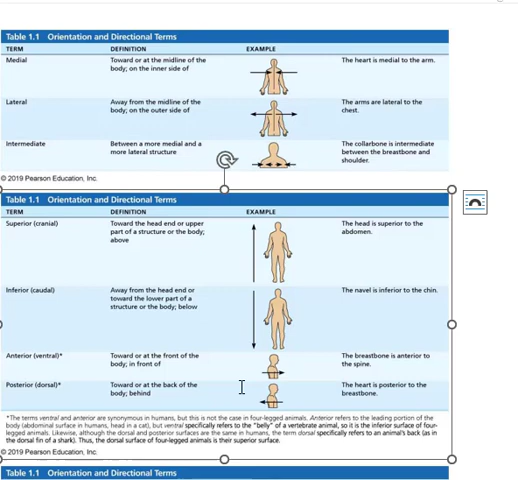 Table 1.1 Orientation and Directional Terms
TERM DEFINITION EXAMPLE
Medial Toward or at the midline of the The heart is medial to the arm.
body; on the inner side of
Lateral Away from the midline of the The arms are lateral to the
body; on the outer side of chest.
Intermediate Between a more medial and a The collarbone is intermediate
more lateral structure between the breastbone and
shoulder.
© 2019 Pearson Education, Inc.
Table 1.1 Orientation and Directional Terms
TERM DEFINITION EXAMPLE
Superior (cranial) Toward the head end or upper The head is superior to the
part of a structure or the body; abdomen.
above
Inferior (caudal) Away from the head end or The navel is inferior to the chin.
toward the lower part of a
structure or the body; below
Anterior (ventral)* Toward or at the front of the The breastbone is anterior to
body; in front of the spine.
Posterior (dorsal)* Toward or at the back of the The heart is posterior to the
body; behind breastbone.
*The terms ventral and anterior are synonymous in humans, but this is not the case in four-legged animals. Anterior refers to the leading portion of the
body (abdominal surface in humans, head in a cat), but ventral specifically refers to the "belly" of a vertebrate animal, so it is the inferior surface of four-
legged animals. Likewise, although the dorsal and posterior surfaces are the same in humans, the term dorsal specifically refers to an animal's back (as in
the dorsal fin of a shark). Thus, the dorsal surface of four-legged animals is their superior surface.
© 2019 Pearson Education, Inc.
Table 1.1 Orientation and Directional Terms